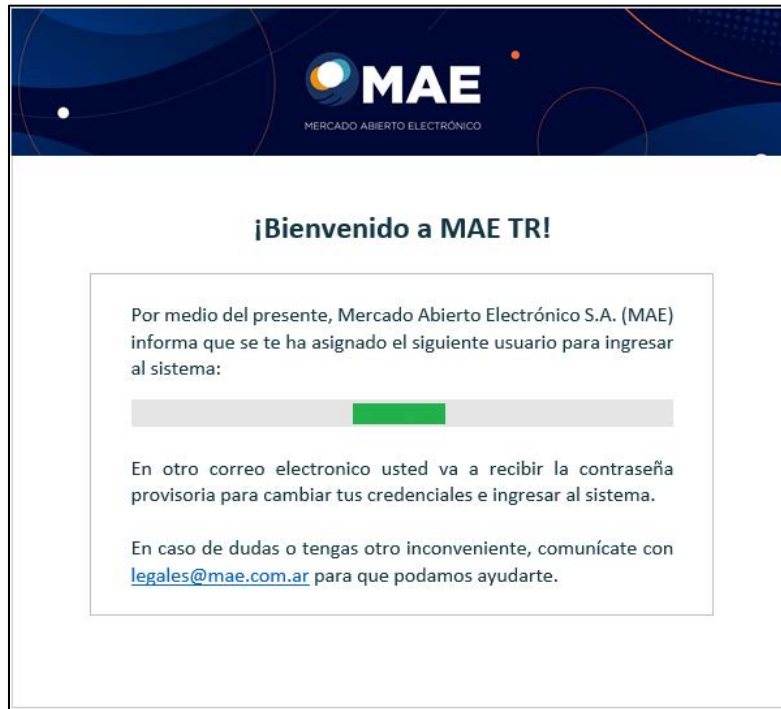 MAE
MERCADO ABIERTO ELECTRÓNICO
¡Bienvenido a MAE TR!
Por medio del presente, Mercado Abierto Electrónico S.A. (MAE)
informa que se te ha asignado el siguiente usuario para ingresar
al sistema:
En otro correo electronico usted va a recibir la contraseña
provisoria para cambiar tus credenciales e ingresar al sistema.
En caso de dudas o tengas otro inconveniente, comunícate con
legales@mae.com.ar para que podamos ayudarte.